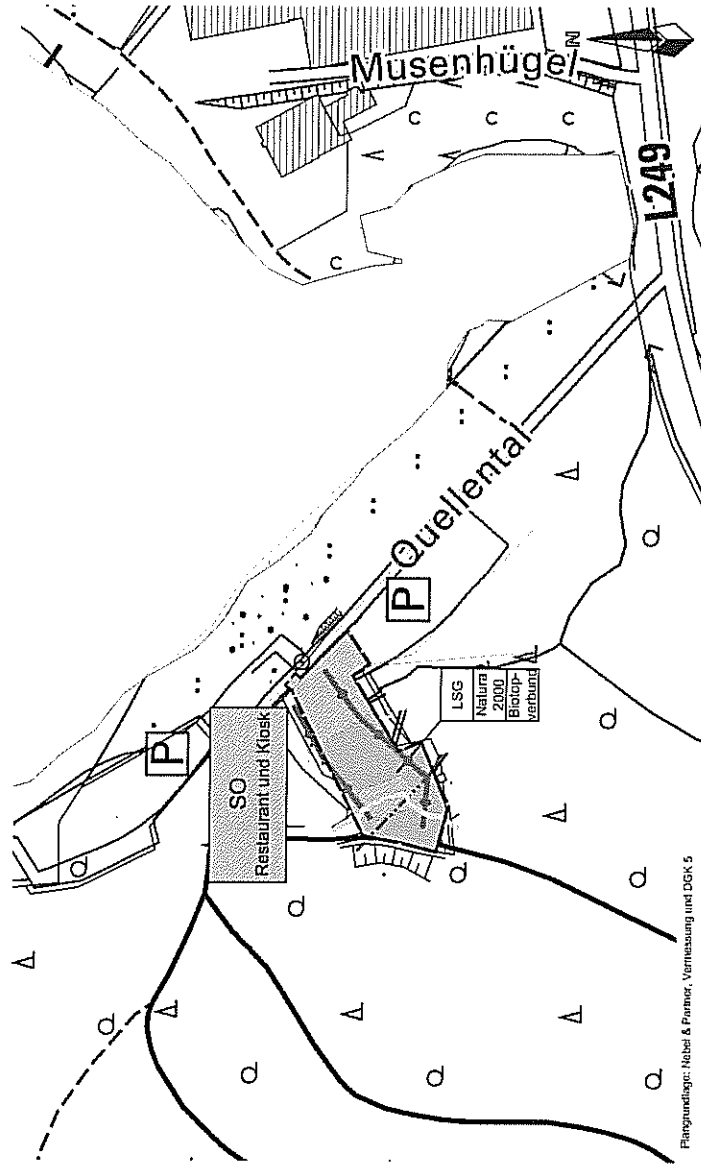 Musenhügel
N
L249
Quellental
P
P
SO
Restaurant und Kiosk
LSG
Natura
2000
Biotop-
verbund
Plangrundlage: Nebel & Partner, Vermessung und DGK 5